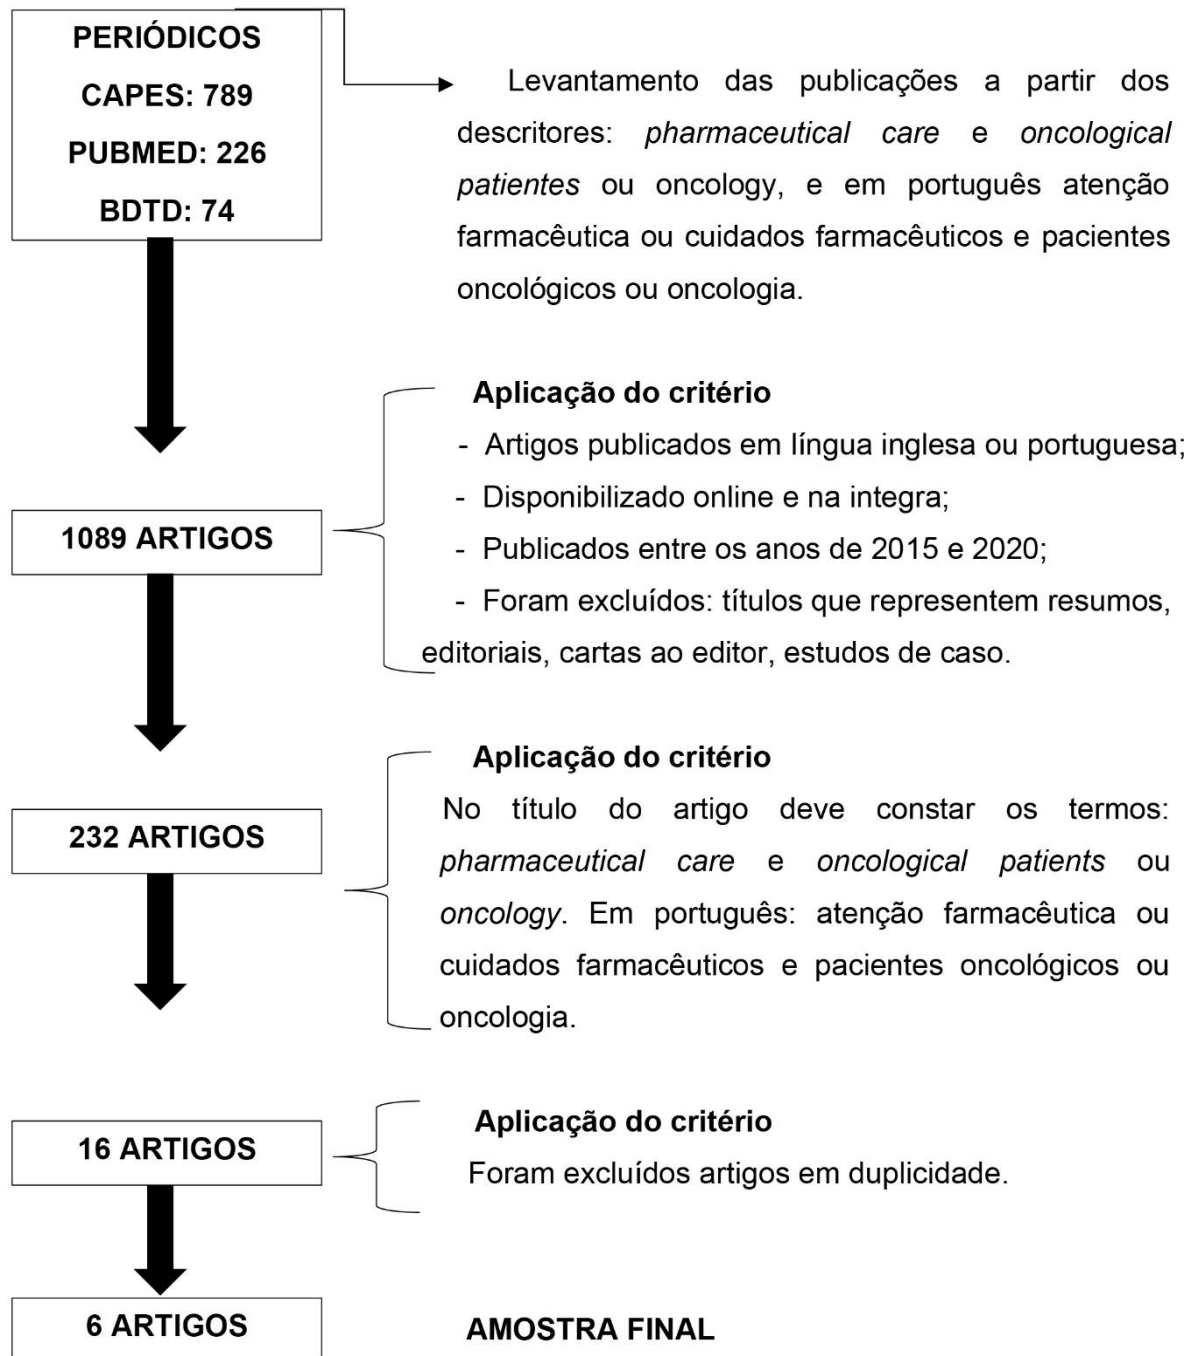 PERIÓDICOS
CAPES: 789
PUBMED: 226
BDTD: 74
Levantamento das publicações a partir dos
descritores: pharmaceutical care e oncological
patientes ou oncology, e em português atenção
farmacêutica ou cuidados farmacêuticos e pacientes
oncológicos ou oncologia.
1089 ARTIGOS
Aplicação do critério
- Artigos publicados em língua inglesa ou portuguesa;
- Disponibilizado online e na integra;
- Publicados entre os anos de 2015 e 2020;
- Foram excluídos: títulos que representem resumos,
editoriais, cartas ao editor, estudos de caso.
232 ARTIGOS
Aplicação do critério
No título do artigo deve constar os termos:
pharmaceutical care e oncological patients ou
oncology. Em português: atenção farmacêutica ou
cuidados farmacêuticos e pacientes oncológicos ou
oncologia.
16 ARTIGOS
Aplicação do critério
Foram excluídos artigos em duplicidade.
6 ARTIGOS
AMOSTRA FINAL